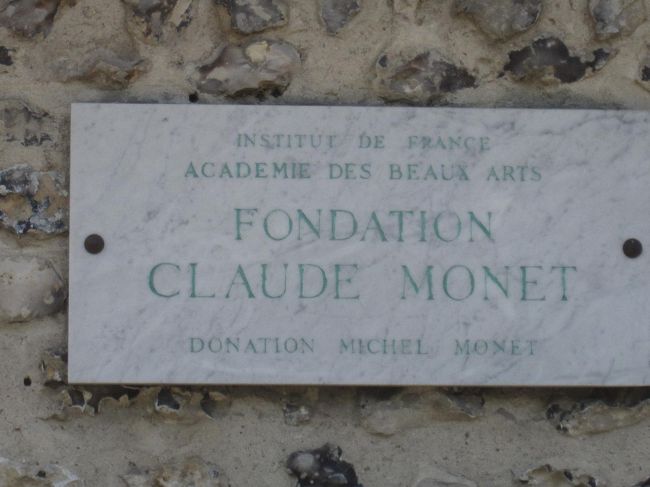 INSTITUT DE FRANCE
ACADEMIE DES BEAUX ARTS
FONDATION
CLAUDE MONET
DONATION MICHEL MONET